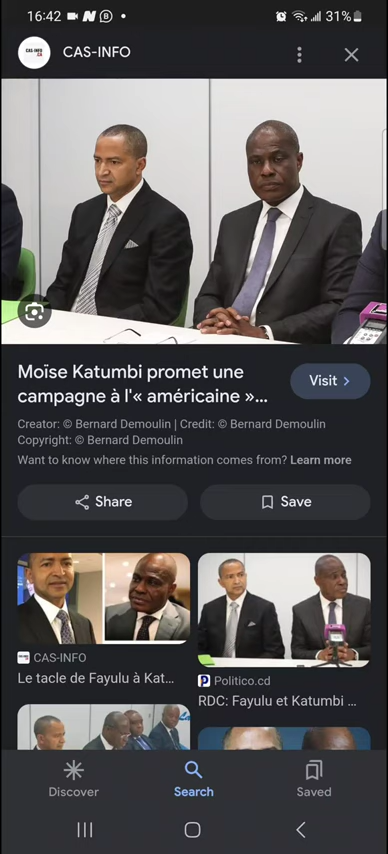 16:42
31%
CAS-INFO
Moïse Katumbi promet une
campagne à l'« américaine »...
Visit
Creator: © Bernard Demoulin | Credit: © Bernard Demoulin
Copyright: © Bernard Demoulin
Want to know where this information comes from? Learn more
Share
Save
CAS-INFO
Le tacle de Fayulu à Kat...
Politico.cd
RDC: Fayulu et Katumbi ...
Discover
Search
Saved